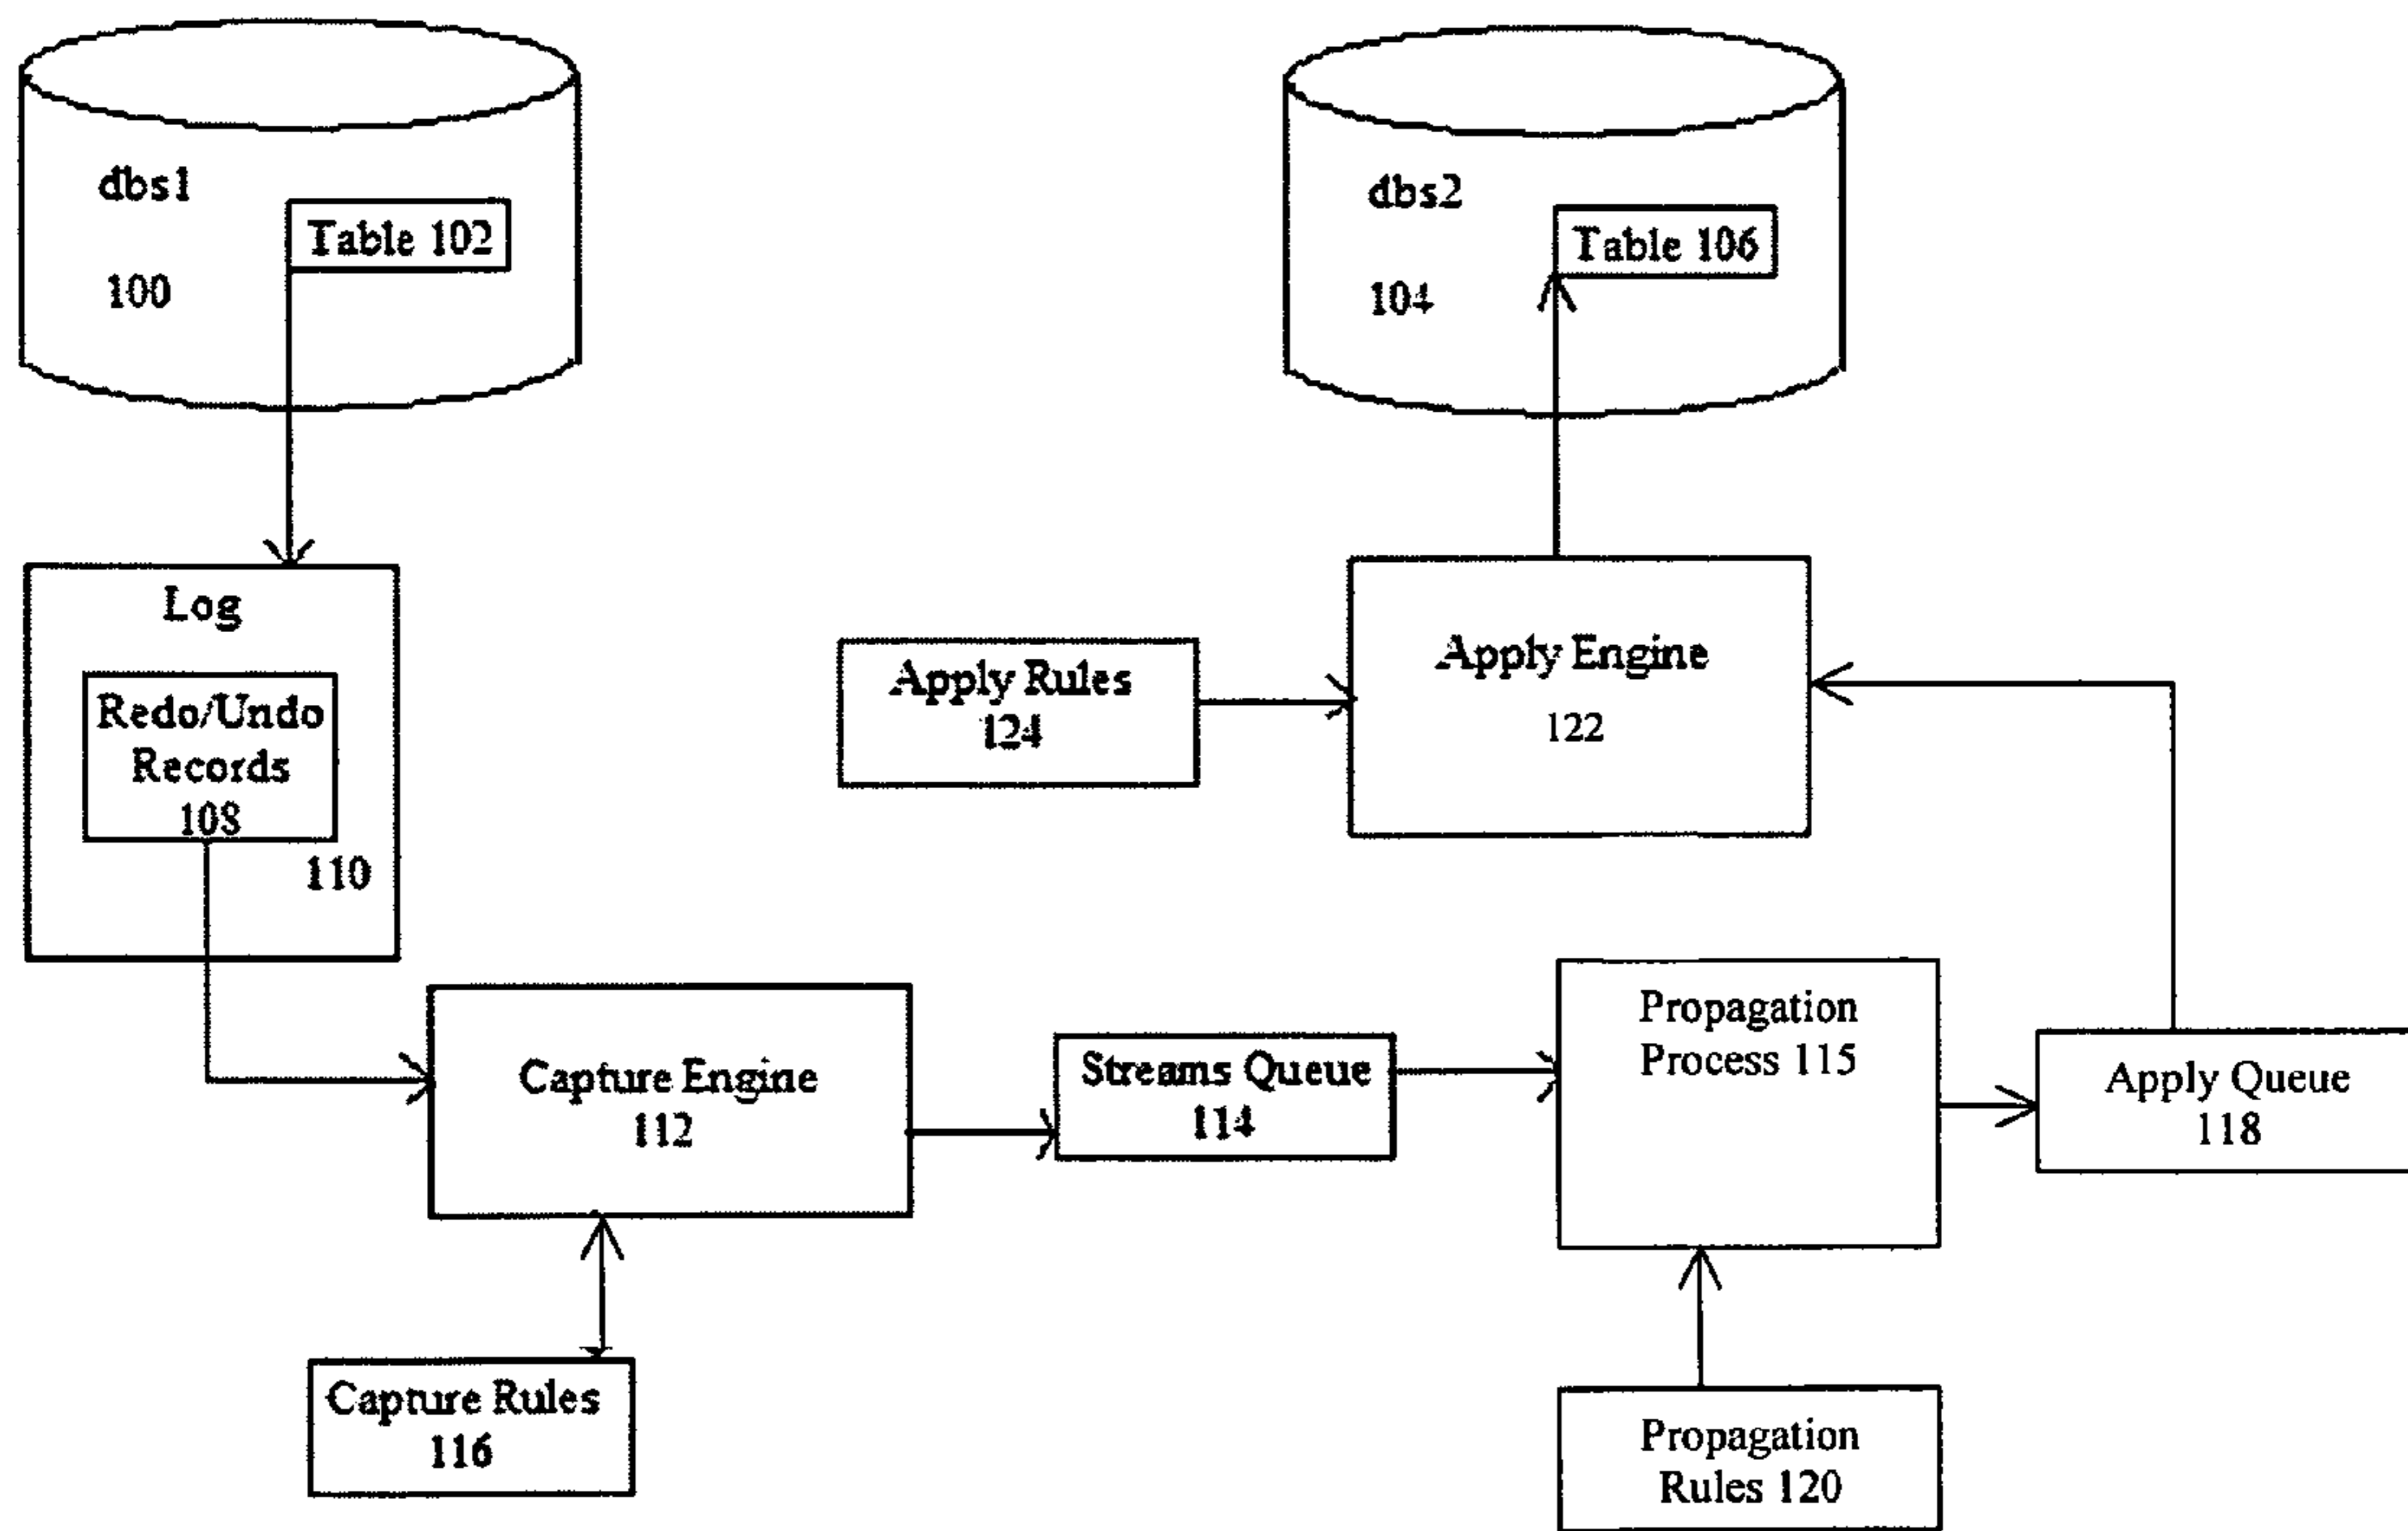 dbs1
Table 102
100
dbs2
Table 106
104
Log
Redo/Undo
Records
108
110
Apply Rules
124
Apply Engine
122
Capture Engine
112
Streams Queue
114
Propagation
Process 115
Apply Queue
118
Capture Rules
116
Propagation
Rules 120